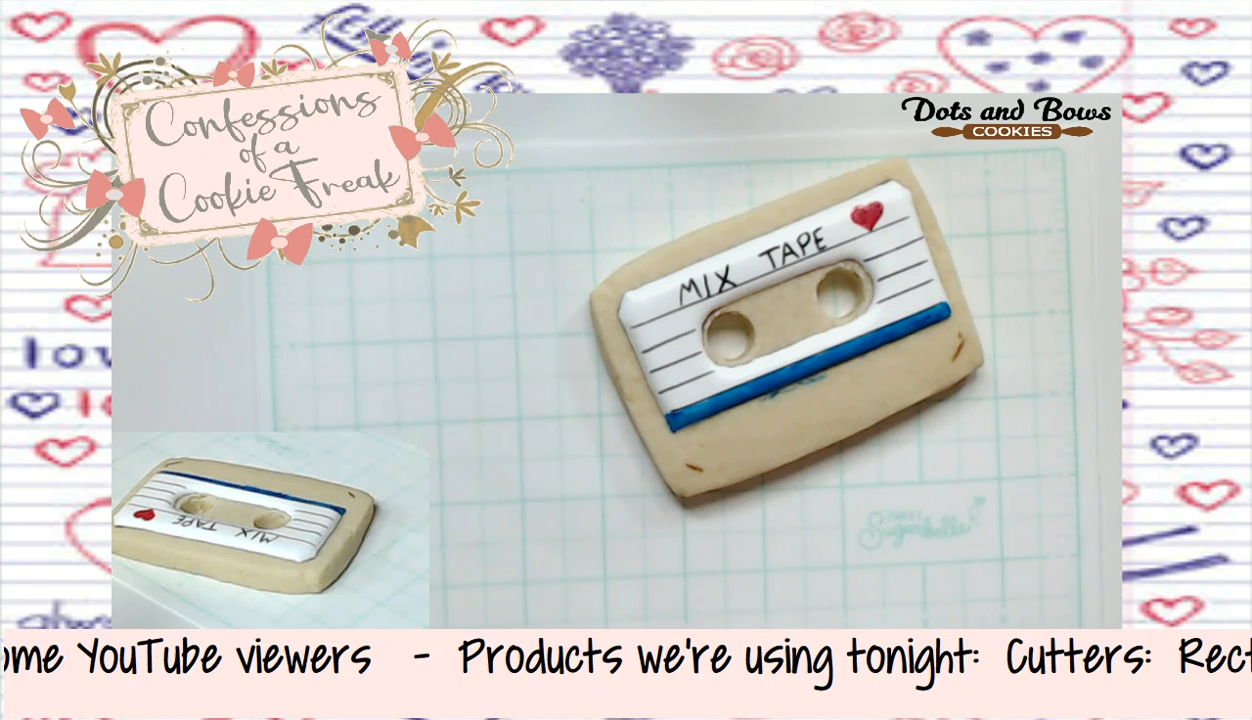 Confessions
of a
Cookie Freak
Dots and Bows
COOKIES
MIX TAPE
MIX TAPE
Sugarbelle
ome YouTube viewers - Products we're using tonight: Cutters: Rect